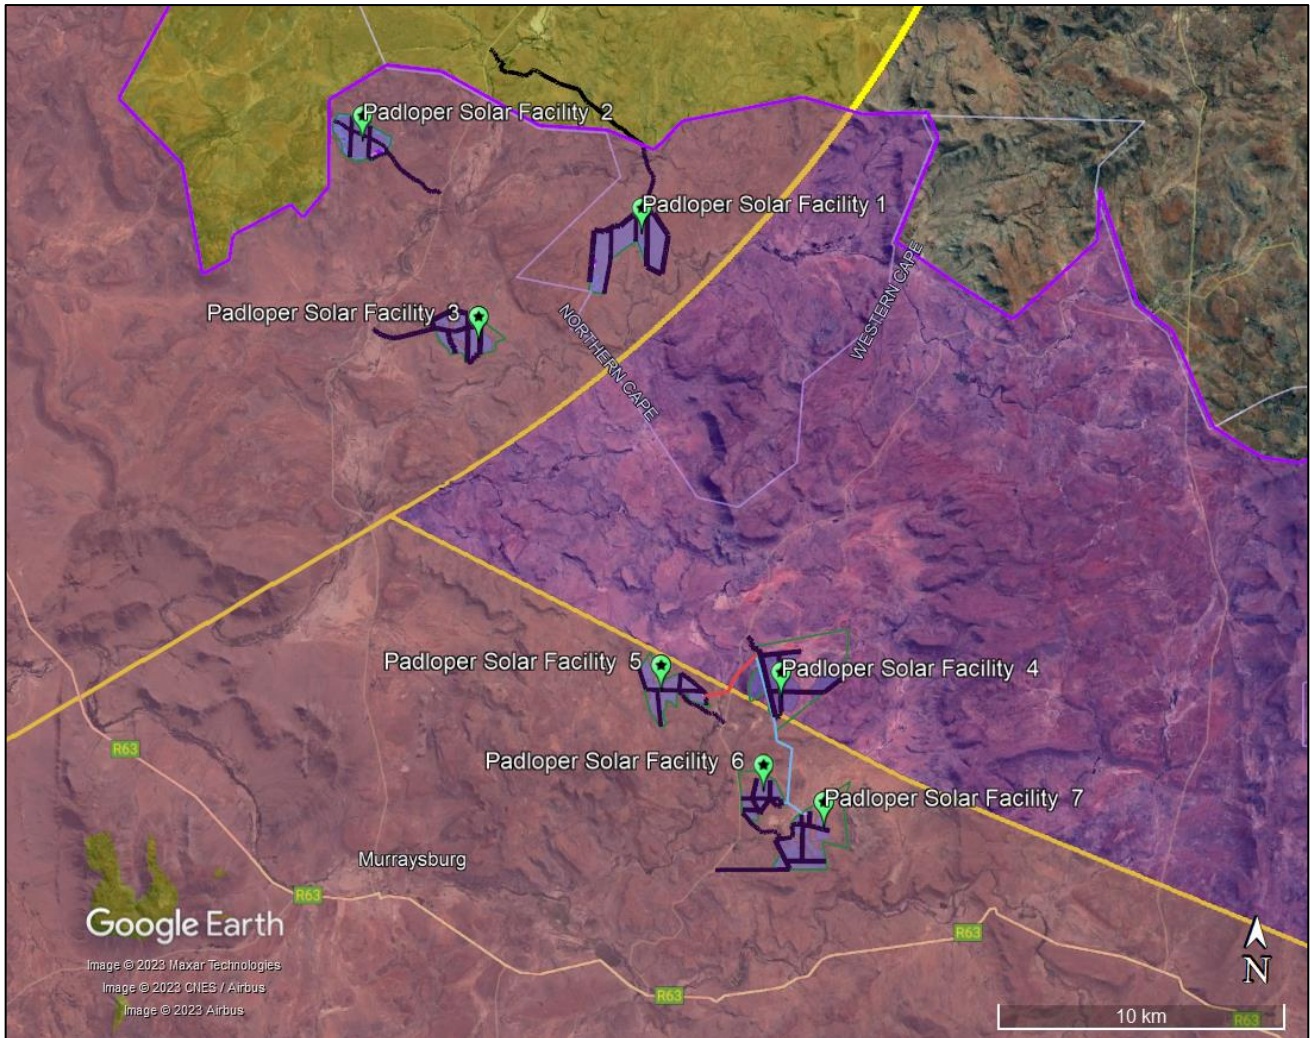 Padloper Solar Facility 2
Padloper Solar Facility 1
Padloper Solar Facility 3
NORTHERN CAPE
WESTERN CAPE
Padloper Solar Facility 5
Padloper Solar Facility 4
R63
Padloper Solar Facility 6
Padloper Solar Facility 7
Murraysburg
R63
Google Earth
R63
N
Image © 2023 Maxar Technologies
Image © 2023 CNES / Airbus
Image © 2023 Airbus
R63
10 km
R63